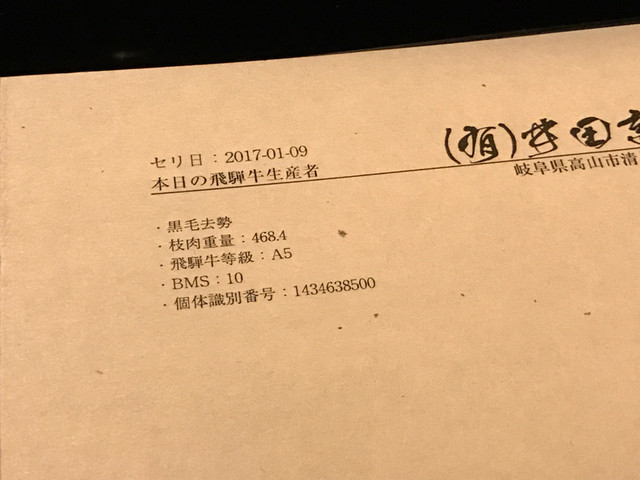 セリ日：2017-01-09
本日の飛騨牛生産者
(有)
岐阜県高山市清
・黒毛去勢
・枝肉重量：468.4
・飛騨牛等級：A5
・BMS：10
・個体識別番号：1434638500